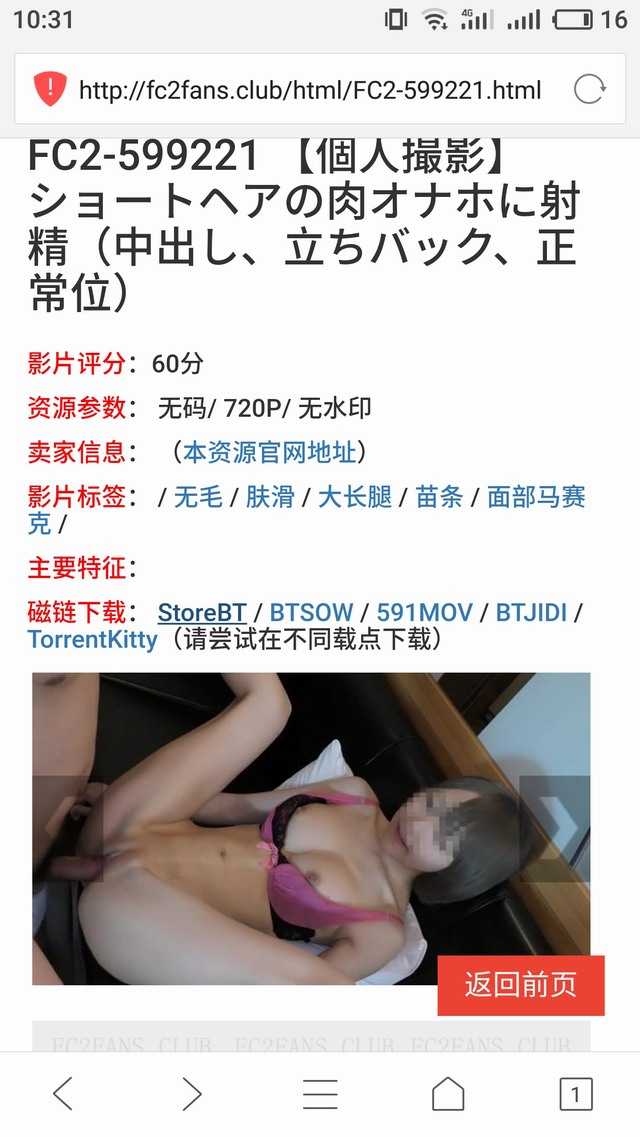 10:31
4G
16
http://fc2fans.club/html/FC2-599221.html
FC2-599221 【個人撮影】
ショートヘアの肉オナホに射
精（中出し、立ちバック、正
常位）
影片评分： 60分
资源参数： 无码/ 720P/ 无水印
卖家信息： （本资源官网地址）
影片标签： / 无毛 / 肤滑 / 大长腿 / 苗条 / 面部马赛
克 /
主要特征：
磁链下载： StoreBT / BTSOW / 591MOV / BTJIDI /
TorrentKitty（请尝试在不同载点下载）
返回前页
FC2FANS.CLUB FC2FANS.CLUB FC2FANS.CLUB
1